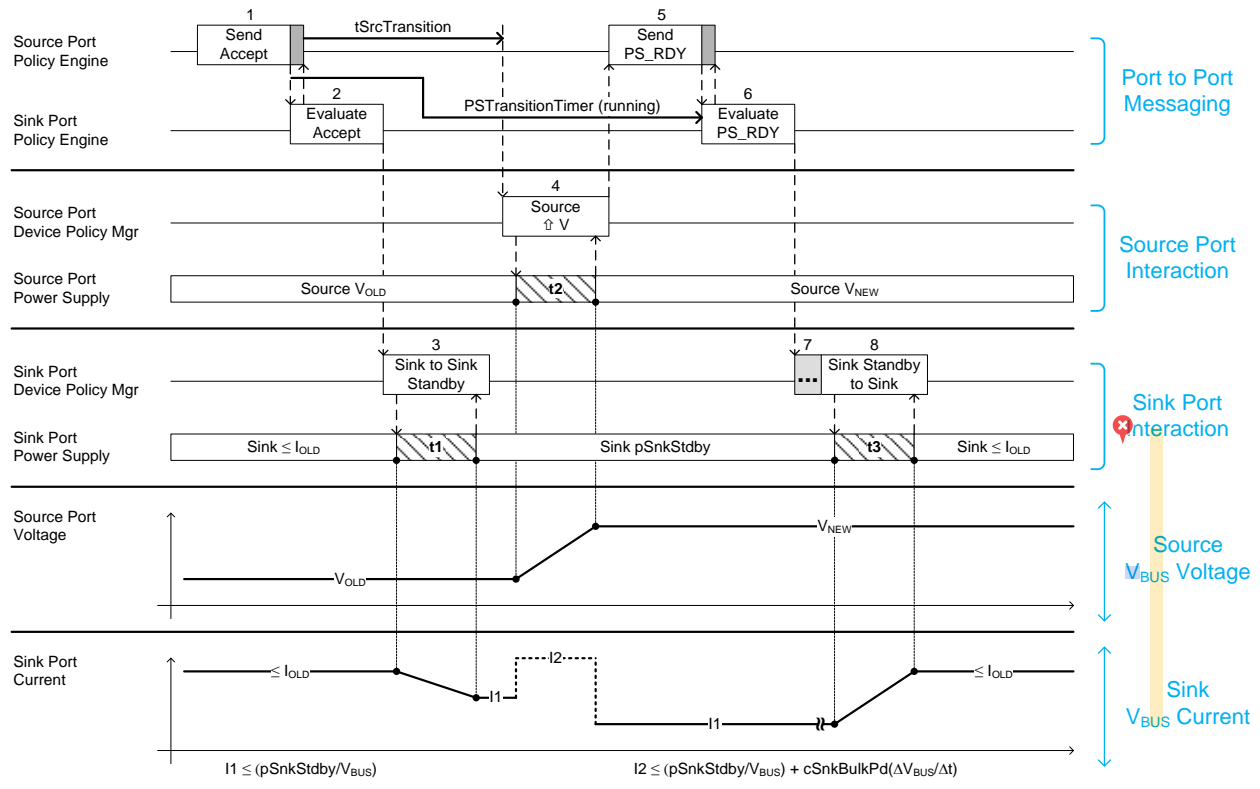 1
Send
Accept
tSrcTransition
5
Send
PS_RDY
Source Port
Policy Engine
Port to Port
Messaging
2
Evaluate
Accept
PSTransitionTimer (running)
6
Evaluate
PS_RDY
Sink Port
Policy Engine
4
Source
⇧ V
Source Port
Device Policy Mgr
Source Port
Interaction
Source Port
Power Supply
Source VOLD
t2
Source VNEW
3
Sink to Sink
Standby
7
...
8
Sink Standby
to Sink
Sink Port
Device Policy Mgr
Sink Port
Interaction
Sink Port
Power Supply
Sink ≤ IOLD
t1
Sink pSnkStdby
t3
Sink ≤ IOLD
Source Port
Voltage
VOLD
VNEW
Source
VBUS Voltage
Sink Port
Current
≤ IOLD
I1
I2
I1
≤ IOLD
Sink
VBUS Current
I1 ≤ (pSnkStdby/VBUS)
I2 ≤ (pSnkStdby/VBUS) + cSnkBulkPd(ΔVBUS/Δt)